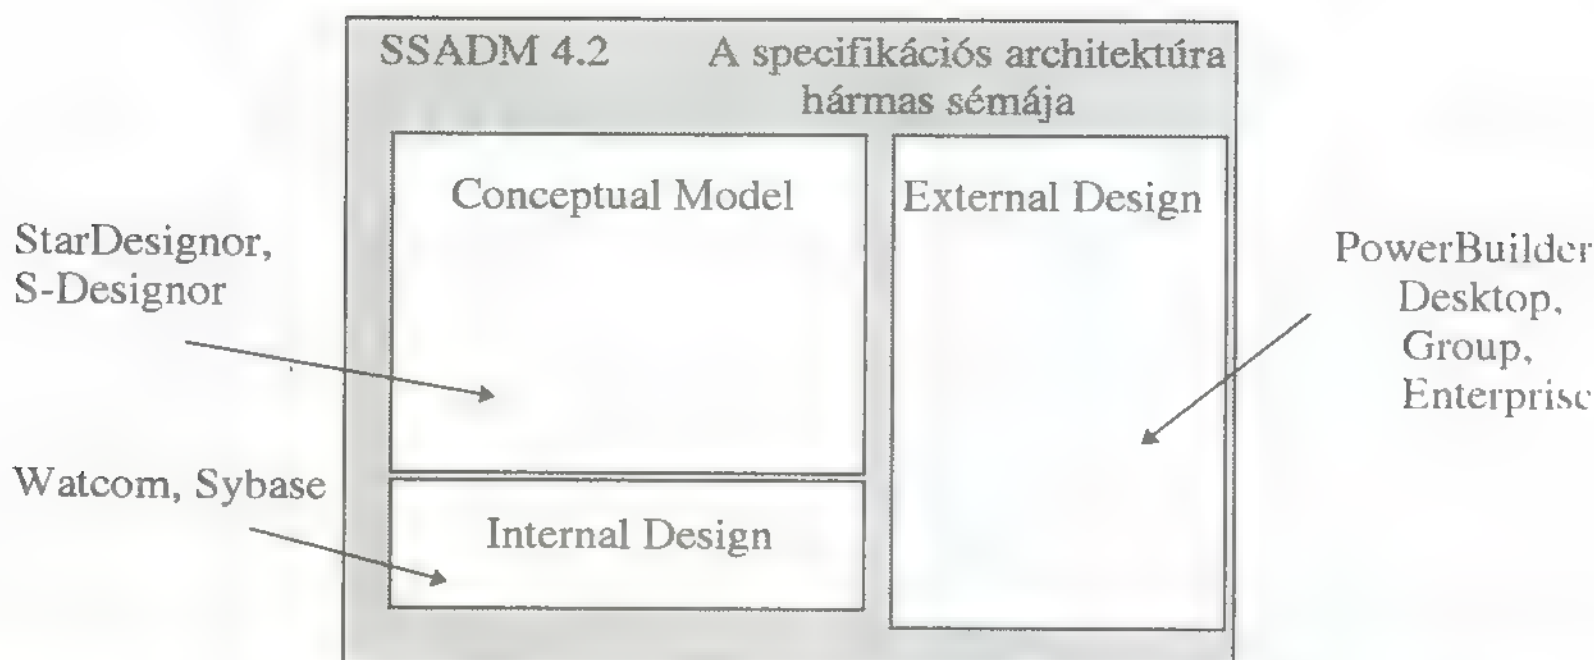 SSADM 4.2
A specifikációs architektúra
hármas sémája
Conceptual Model
External Design
StarDesignor,
S-Designor
PowerBuilder
Desktop,
Group,
Enterprise
Watcom, Sybase
Internal Design